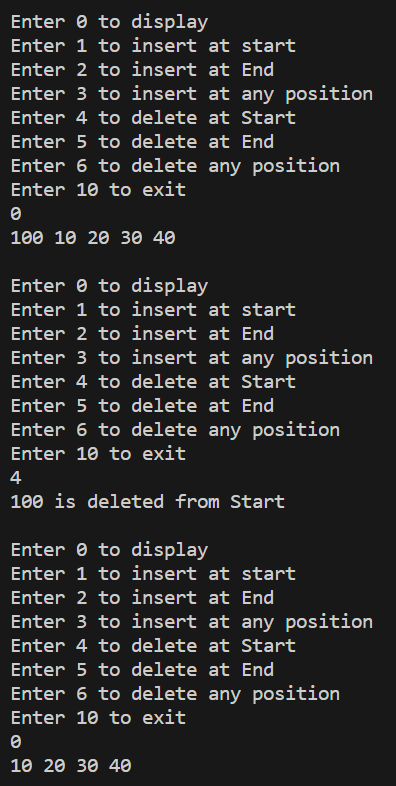 Enter 0 to display
Enter 1 to insert at start
Enter 2 to insert at End
Enter 3 to insert at any position
Enter 4 to delete at Start
Enter 5 to delete at End
Enter 6 to delete any position
Enter 10 to exit
0
100 10 20 30 40

Enter 0 to display
Enter 1 to insert at start
Enter 2 to insert at End
Enter 3 to insert at any position
Enter 4 to delete at Start
Enter 5 to delete at End
Enter 6 to delete any position
Enter 10 to exit
4
100 is deleted from Start

Enter 0 to display
Enter 1 to insert at start
Enter 2 to insert at End
Enter 3 to insert at any position
Enter 4 to delete at Start
Enter 5 to delete at End
Enter 6 to delete any position
Enter 10 to exit
0
10 20 30 40